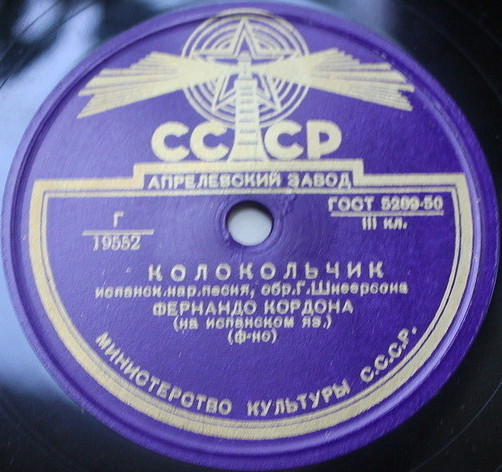 СССР
АПРЕЛЕВСКИЙ ЗАВОД
ГОСТ 5289-50
III кл.
Г
19552
КОЛОКОЛЬЧИК
испанск.нар.песня, обр.Г.Шнеерсона
ФЕРНАНДО КОРДОНА
(на испанском яз.)
(ф-но)
МИНИСТЕРСТВО КУЛЬТУРЫ С.С.С.Р.